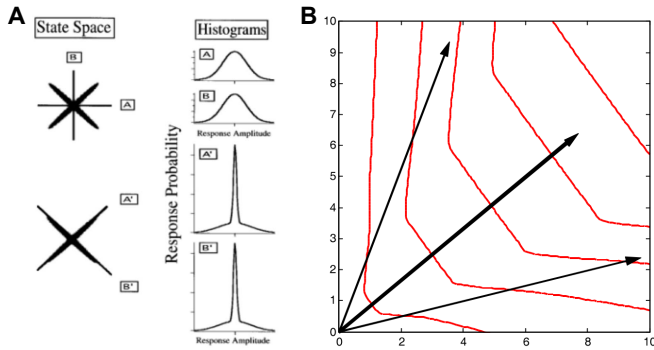 A
State Space
Histograms
B
A
A'
B'
Response Probability
A
B
Response Amplitude
A'
B'
Response Amplitude
B
10
9
8
7
6
5
4
3
2
1
0
0 2 4 6 8 10